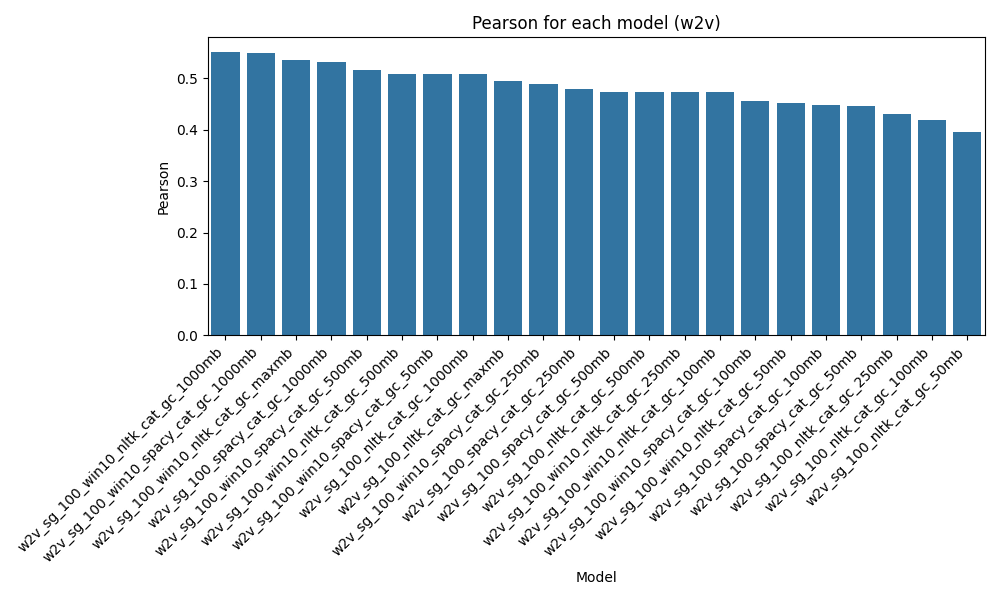 Pearson for each model (w2v)
Pearson
0.5
0.4
0.3
0.2
0.1
0.0
w2v_sg_100_win10_nltk_cat_gc_1000mb
w2v_sg_100_win10_spacy_cat_gc_1000mb
w2v_sg_100_win10_nltk_cat_gc_maxmb
w2v_sg_100_spacy_cat_gc_1000mb
w2v_sg_100_win10_spacy_cat_gc_500mb
w2v_sg_100_win10_nltk_cat_gc_500mb
w2v_sg_100_win10_spacy_cat_gc_50mb
w2v_sg_100_nltk_cat_gc_1000mb
w2v_sg_100_nltk_cat_gc_maxmb
w2v_sg_100_win10_spacy_cat_gc_250mb
w2v_sg_100_spacy_cat_gc_250mb
w2v_sg_100_spacy_cat_gc_500mb
w2v_sg_100_nltk_cat_gc_500mb
w2v_sg_100_win10_nltk_cat_gc_250mb
w2v_sg_100_win10_nltk_cat_gc_100mb
w2v_sg_100_win10_spacy_cat_gc_100mb
w2v_sg_100_win10_nltk_cat_gc_50mb
w2v_sg_100_spacy_cat_gc_100mb
w2v_sg_100_spacy_cat_gc_50mb
w2v_sg_100_nltk_cat_gc_250mb
w2v_sg_100_nltk_cat_gc_100mb
w2v_sg_100_nltk_cat_gc_50mb
Model